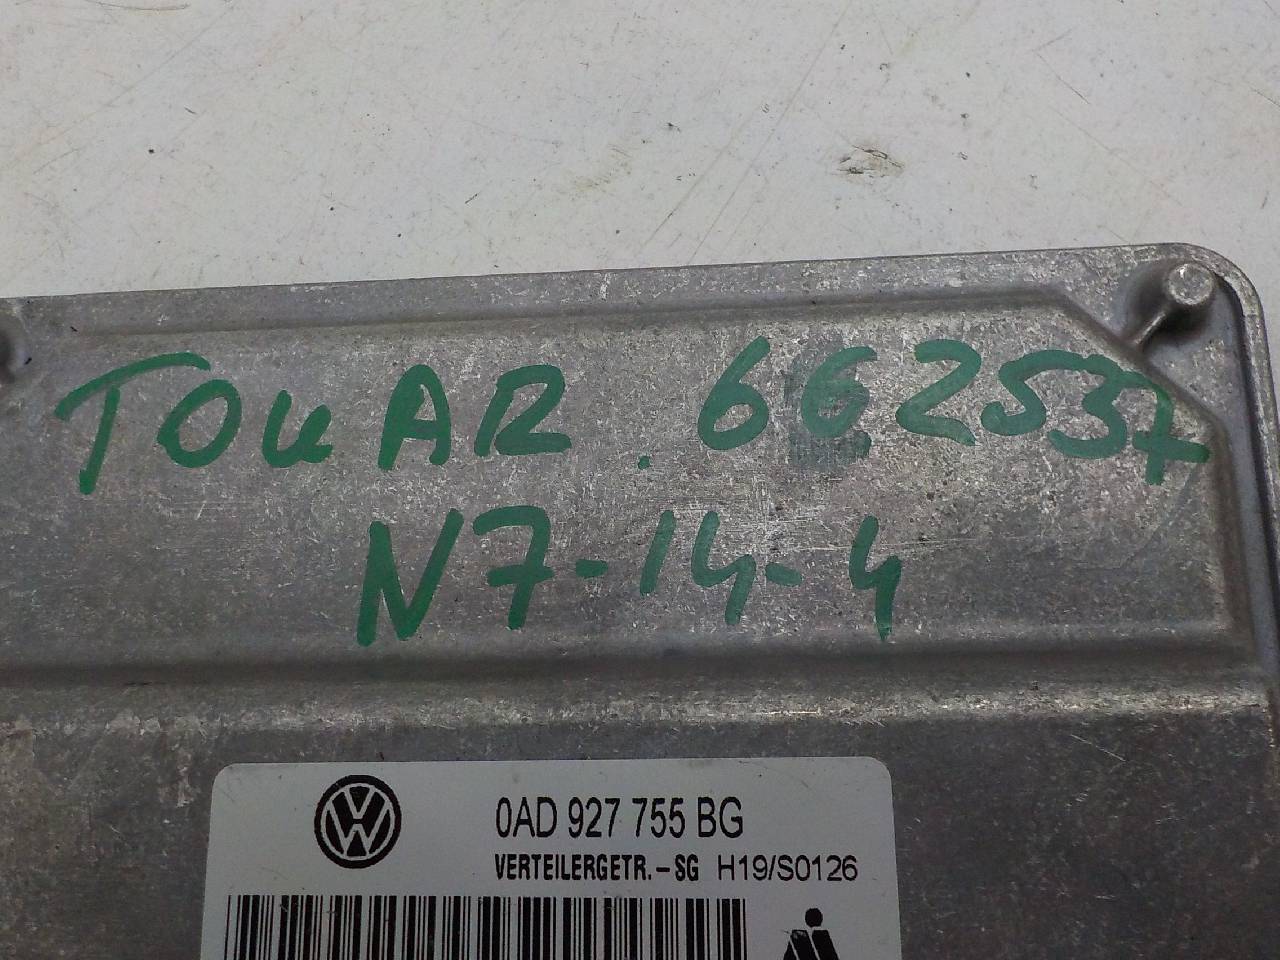 TOUAR. 662537
N7-14-4
0AD 927 755 BG
VERTEILERGETR.-SG H19/S0126